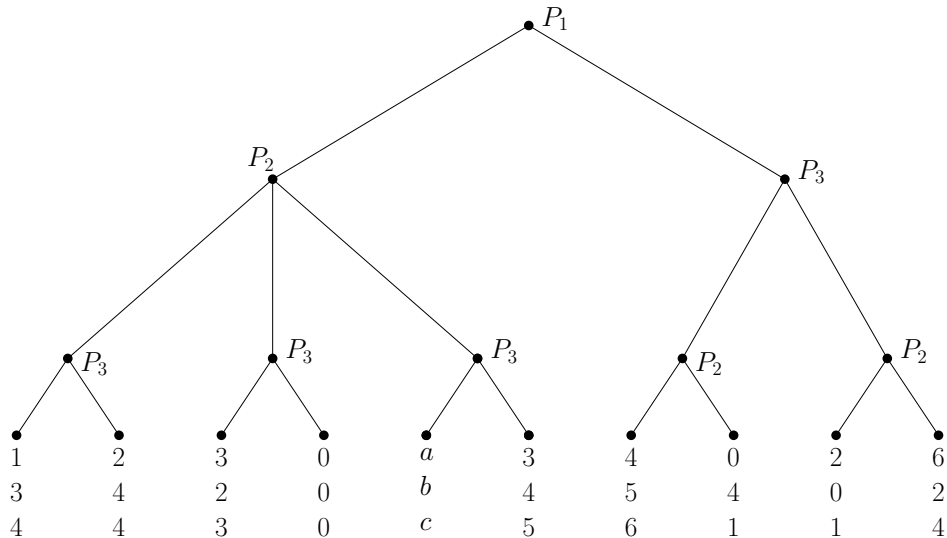 P₁
P₂ P₃
P₃ P₃ P₃ P₂ P₂
1 2 3 0 a 3 4 0 2 6
3 4 2 0 b 4 5 4 0 2
4 4 3 0 c 5 6 1 1 4